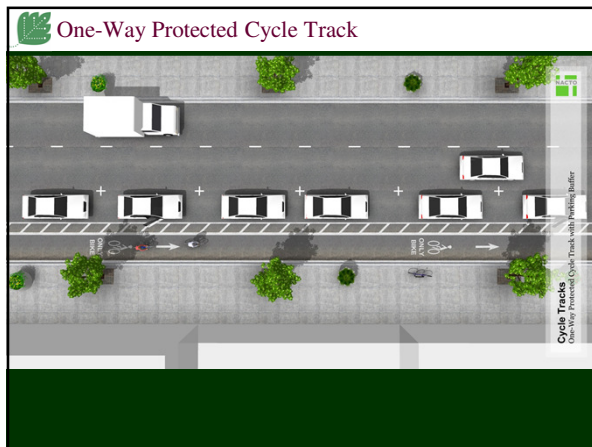 One-Way Protected Cycle Track
NACTO
BIKE
ONLY
BIKE
ONLY
Cycle Tracks
One-Way Protected Cycle Track with Parking Buffer